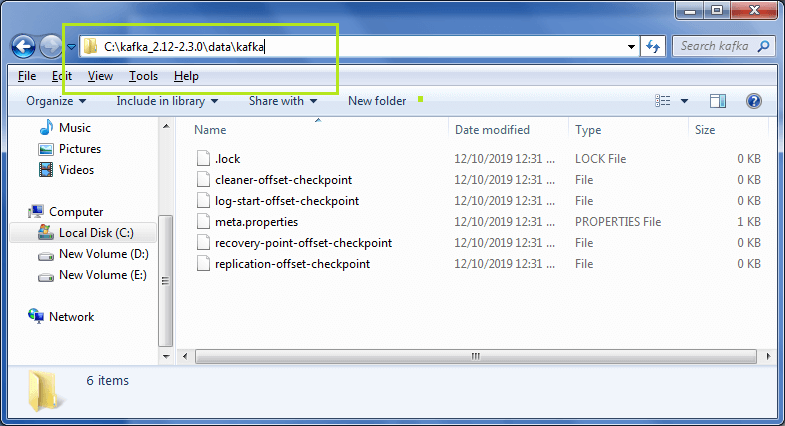 C:\kafka_2.12-2.3.0\data\kafka
Search kafka
File Edit View Tools Help
Organize Include in library Share with New folder
Music
Pictures
Videos
Computer
Local Disk (C:)
New Volume (D:)
New Volume (E:)
Network
Name Date modified Type Size
.lock 12/10/2019 12:31 ... LOCK File 0 KB
cleaner-offset-checkpoint 12/10/2019 12:31 ... File 0 KB
log-start-offset-checkpoint 12/10/2019 12:31 ... File 0 KB
meta.properties 12/10/2019 12:31 ... PROPERTIES File 1 KB
recovery-point-offset-checkpoint 12/10/2019 12:31 ... File 0 KB
replication-offset-checkpoint 12/10/2019 12:31 ... File 0 KB
6 items